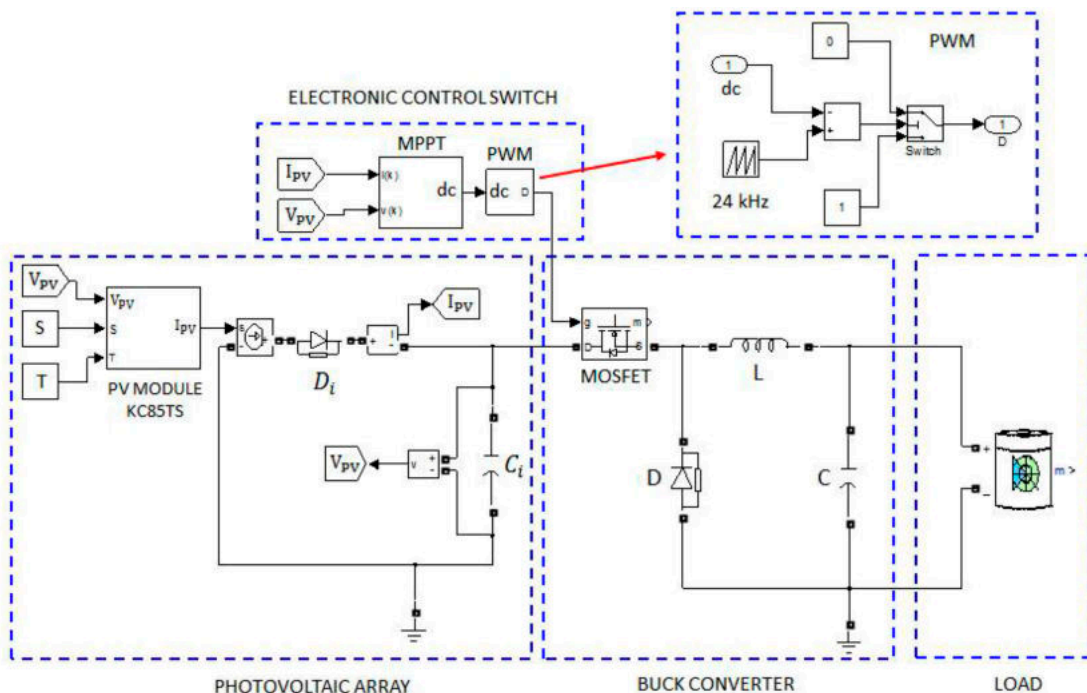 0
PWM
1
dc
-
+
Switch
1
D
24 kHz
1
ELECTRONIC CONTROL SWITCH
MPPT
PWM
I_PV
I(k)
dc
dc
D
V_PV
v(k)
V_PV
V_PV
S
S
I_PV
T
T
PV MODULE
KC85TS
s
-
+
D_i
+
I
-
I_PV
V_PV
v
+
-
C_i
g
m
D
S
MOSFET
L
D
C
+
m >
-
PHOTOVOLTAIC ARRAY
BUCK CONVERTER
LOAD